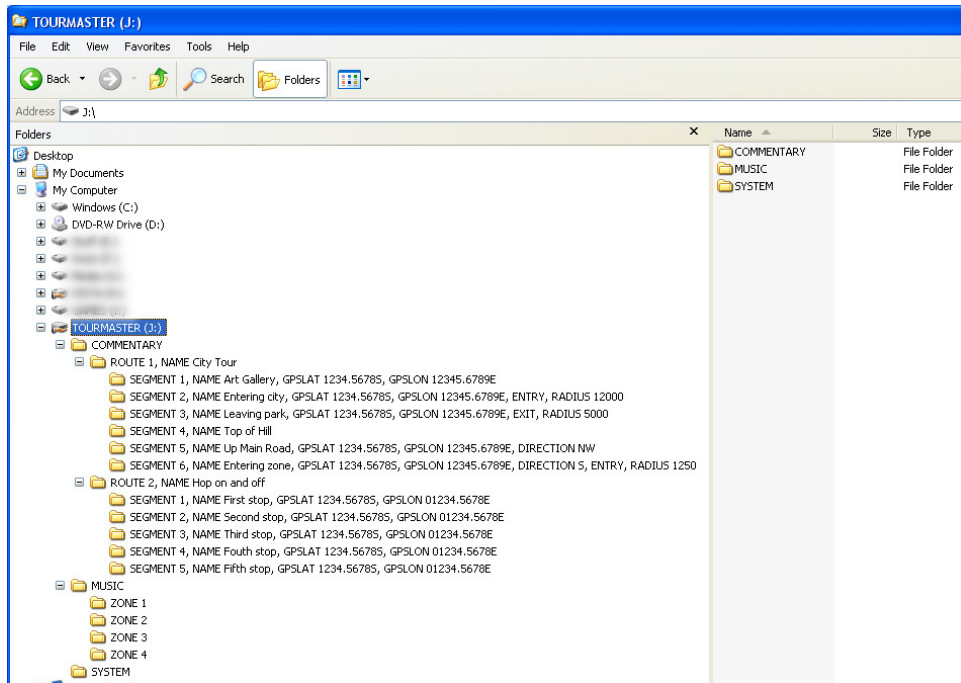 TOURMASTER (J:)
File Edit View Favorites Tools Help
Back Search Folders
Address J:\
Folders
Name Size Type
Desktop
My Documents
My Computer
Windows (C:)
DVD-RW Drive (D:)
TOURMASTER (J:)
COMMENTARY
ROUTE 1, NAME City Tour
SEGMENT 1, NAME Art Gallery, GPSLAT 1234.5678S, GPSLON 12345.6789E
SEGMENT 2, NAME Entering city, GPSLAT 1234.5678S, GPSLON 12345.6789E, ENTRY, RADIUS 12000
SEGMENT 3, NAME Leaving park, GPSLAT 1234.5678S, GPSLON 12345.6789E, EXIT, RADIUS 5000
SEGMENT 4, NAME Top of Hill
SEGMENT 5, NAME Up Main Road, GPSLAT 1234.5678S, GPSLON 12345.6789E, DIRECTION NW
SEGMENT 6, NAME Entering zone, GPSLAT 1234.5678S, GPSLON 12345.6789E, DIRECTION S, ENTRY, RADIUS 1250
ROUTE 2, NAME Hop on and off
SEGMENT 1, NAME First stop, GPSLAT 1234.5678S, GPSLON 01234.5678E
SEGMENT 2, NAME Second stop, GPSLAT 1234.5678S, GPSLON 01234.5678E
SEGMENT 3, NAME Third stop, GPSLAT 1234.5678S, GPSLON 01234.5678E
SEGMENT 4, NAME Fouth stop, GPSLAT 1234.5678S, GPSLON 01234.5678E
SEGMENT 5, NAME Fifth stop, GPSLAT 1234.5678S, GPSLON 01234.5678E
MUSIC
ZONE 1
ZONE 2
ZONE 3
ZONE 4
SYSTEM
COMMENTARY File Folder
MUSIC File Folder
SYSTEM File Folder